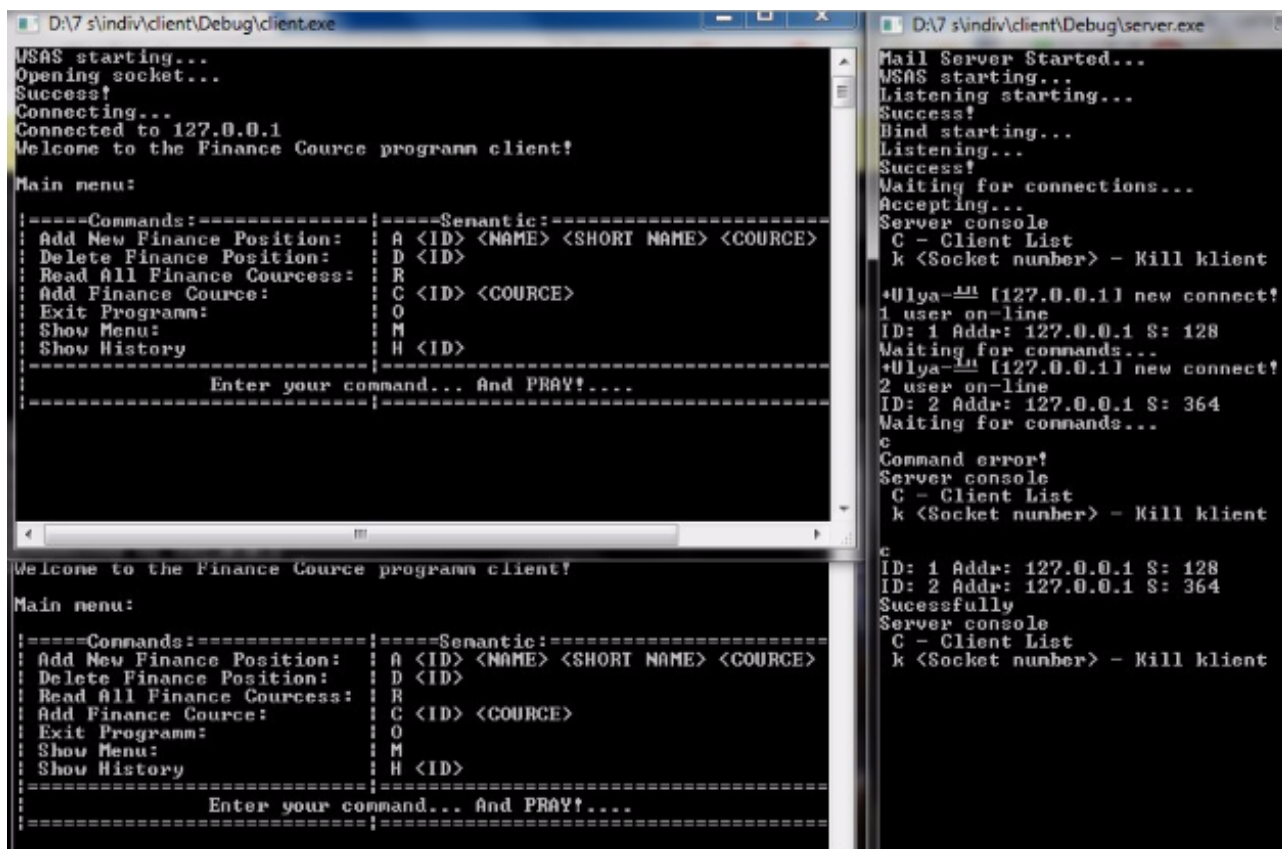 D:\7 s\indiv\client\Debug\client.exe
WSAS starting...
Opening socket...
Success!
Connecting...
Connected to 127.0.0.1
Welcome to the Finance Cource programm client!
Main menu:
|=====Commands:===============|=====Semantic:========================
| Add New Finance Position: | A <ID> <NAME> <SHORT NAME> <COURCE>
| Delete Finance Position: | D <ID>
| Read All Finance Courcess: | R
| Add Finance Cource: | C <ID> <COURCE>
| Exit Programm: | O
| Show Menu: | M
| Show History | H <ID>
|=============================|=======================================
| Enter your command... And PRAY!....
|=============================|=======================================
Welcome to the Finance Cource programm client!
Main menu:
|=====Commands:===============|=====Semantic:========================
| Add New Finance Position: | A <ID> <NAME> <SHORT NAME> <COURCE>
| Delete Finance Position: | D <ID>
| Read All Finance Courcess: | R
| Add Finance Cource: | C <ID> <COURCE>
| Exit Programm: | O
| Show Menu: | M
| Show History | H <ID>
|=============================|=======================================
| Enter your command... And PRAY!....
|=============================|=======================================
D:\7 s\indiv\client\Debug\server.exe
Mail Server Started...
WSAS starting...
Listening starting...
Success!
Bind starting...
Listening...
Success!
Waiting for connections...
Accepting...
Server console
C - Client List
k <Socket number> - Kill klient
+Ulya- [127.0.0.1] new connect!
1 user on-line
ID: 1 Addr: 127.0.0.1 S: 128
Waiting for commands...
+Ulya- [127.0.0.1] new connect!
2 user on-line
ID: 2 Addr: 127.0.0.1 S: 364
Waiting for commands...
c
Command error!
Server console
C - Client List
k <Socket number> - Kill klient
c
ID: 1 Addr: 127.0.0.1 S: 128
ID: 2 Addr: 127.0.0.1 S: 364
Sucessfully
Server console
C - Client List
k <Socket number> - Kill klient